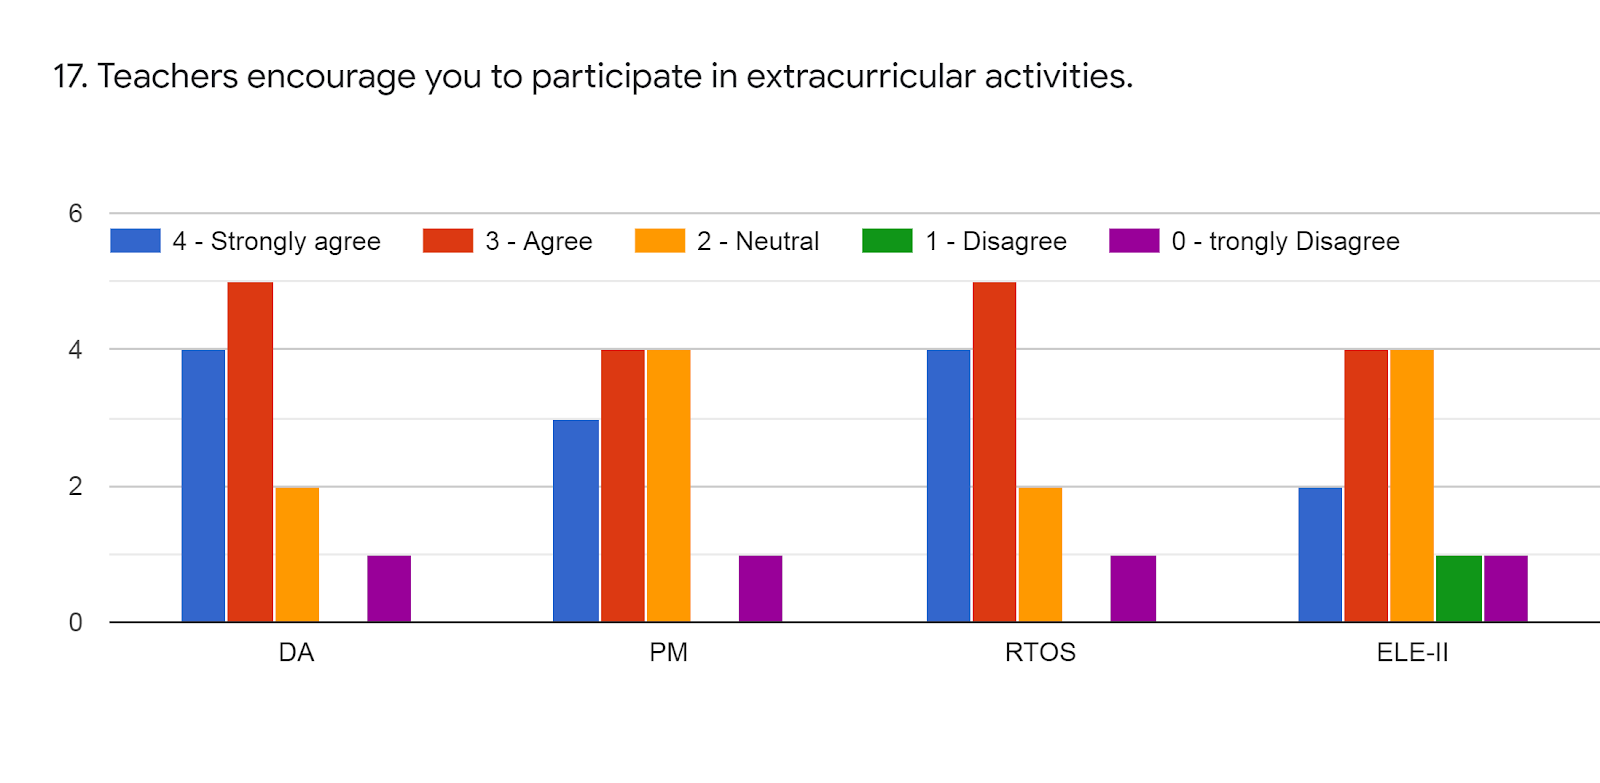 17. Teachers encourage you to participate in extracurricular activities.
6
4 - Strongly agree 3 - Agree 2 - Neutral 1 - Disagree 0 - trongly Disagree
4
2
0
DA PM RTOS ELE-II